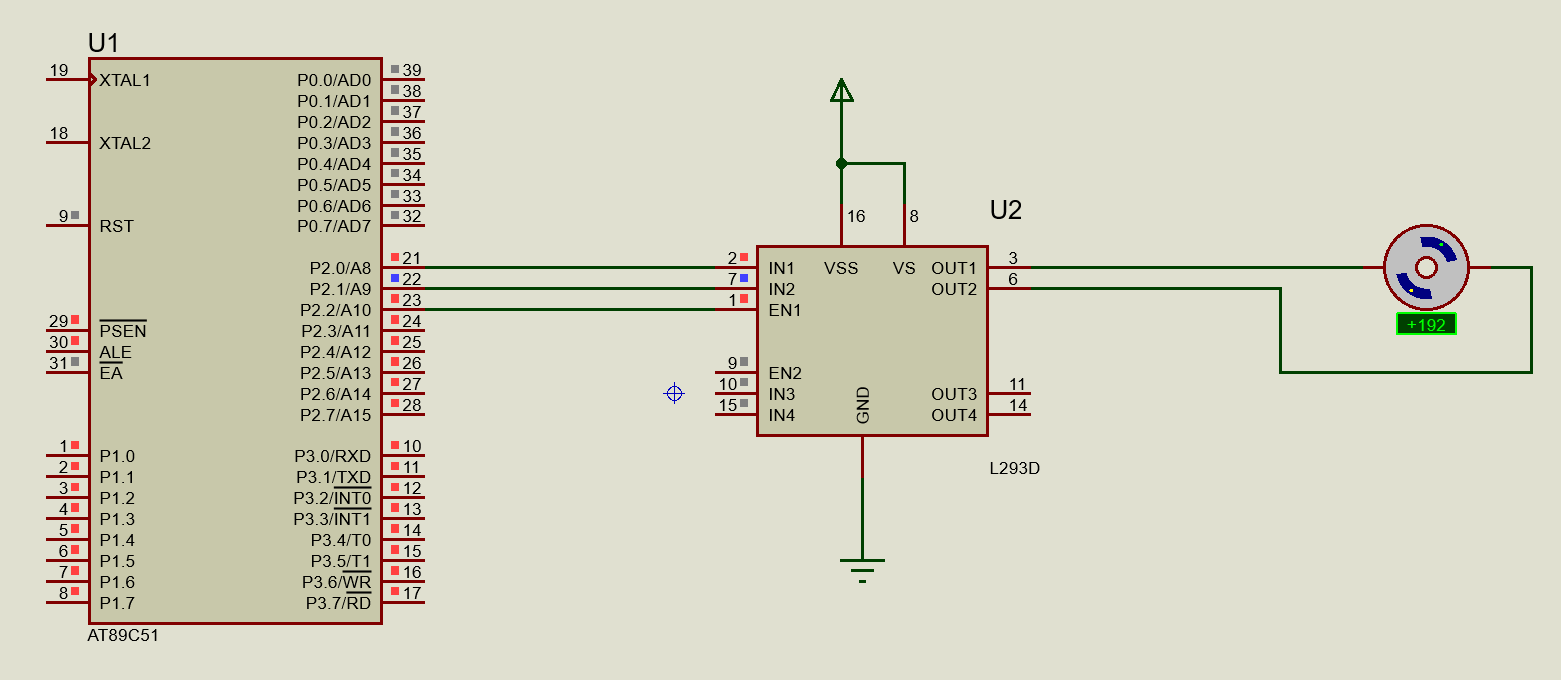 U1
19 XTAL1 P0.0/AD0 39
P0.1/AD1 38
P0.2/AD2 37
18 XTAL2 P0.3/AD3 36
P0.4/AD4 35
P0.5/AD5 34
P0.6/AD6 33
9 RST P0.7/AD7 32
P2.0/A8 21
P2.1/A9 22
P2.2/A10 23
29 PSEN P2.3/A11 24
30 ALE P2.4/A12 25
31 EA P2.5/A13 26
P2.6/A14 27
P2.7/A15 28
1 P1.0 P3.0/RXD 10
2 P1.1 P3.1/TXD 11
3 P1.2 P3.2/INT0 12
4 P1.3 P3.3/INT1 13
5 P1.4 P3.4/T0 14
6 P1.5 P3.5/T1 15
7 P1.6 P3.6/WR 16
8 P1.7 P3.7/RD 17
AT89C51
U2
16 8
2 IN1 VSS VS OUT1 3
7 IN2 OUT2 6
1 EN1
9 EN2
10 IN3 OUT3 11
15 IN4 GND OUT4 14
L293D
+192